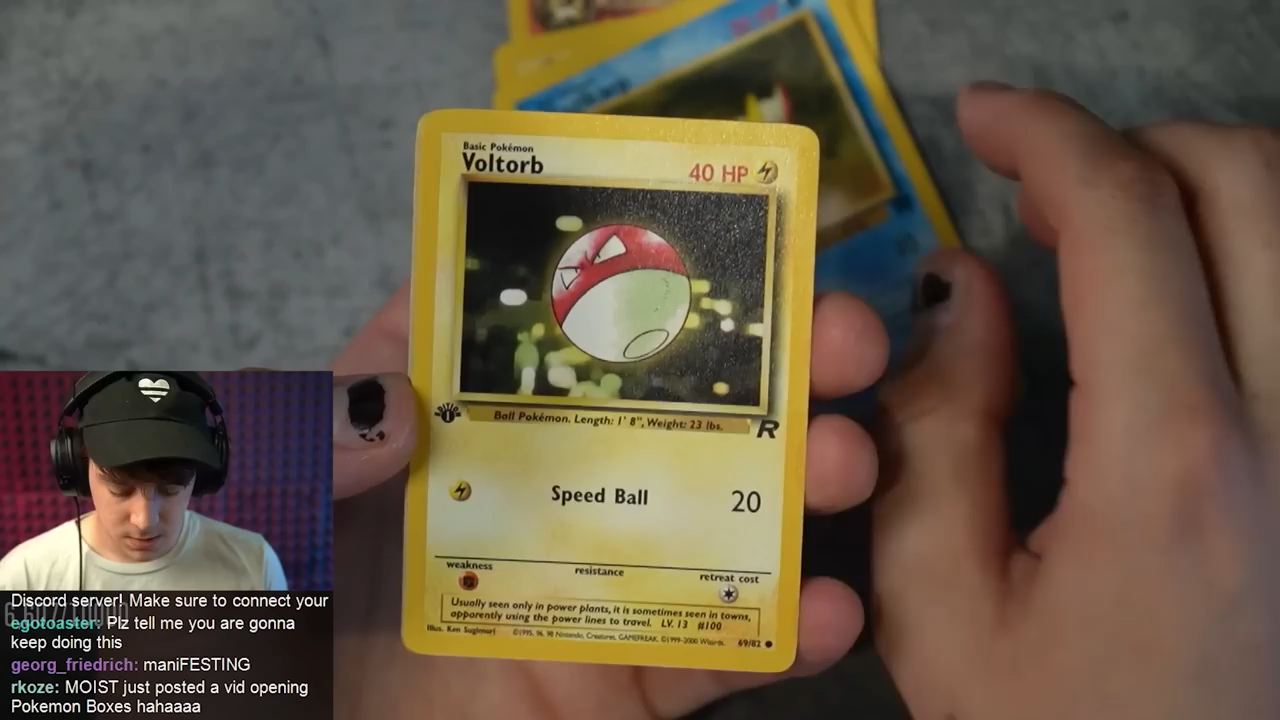 Basic Pokémon
Voltorb
40 HP
EDITION
1
Ball Pokémon. Length: 1' 8", Weight: 23 lbs.
R
Speed Ball 20
weakness resistance retreat cost
Usually seen only in power plants, it is sometimes seen in towns,
apparently using the power lines to travel. LV. 13 #100
Illus. Ken Sugimori ©1995, 96, 98 Nintendo, Creatures, GAMEFREAK. ©1999-2000 Wizards. 69/82
Discord server! Make sure to connect your
egotoaster: Plz tell me you are gonna
keep doing this
georg_friedrich: maniFESTING
rkoze: MOIST just posted a vid opening
Pokemon Boxes hahaaaa